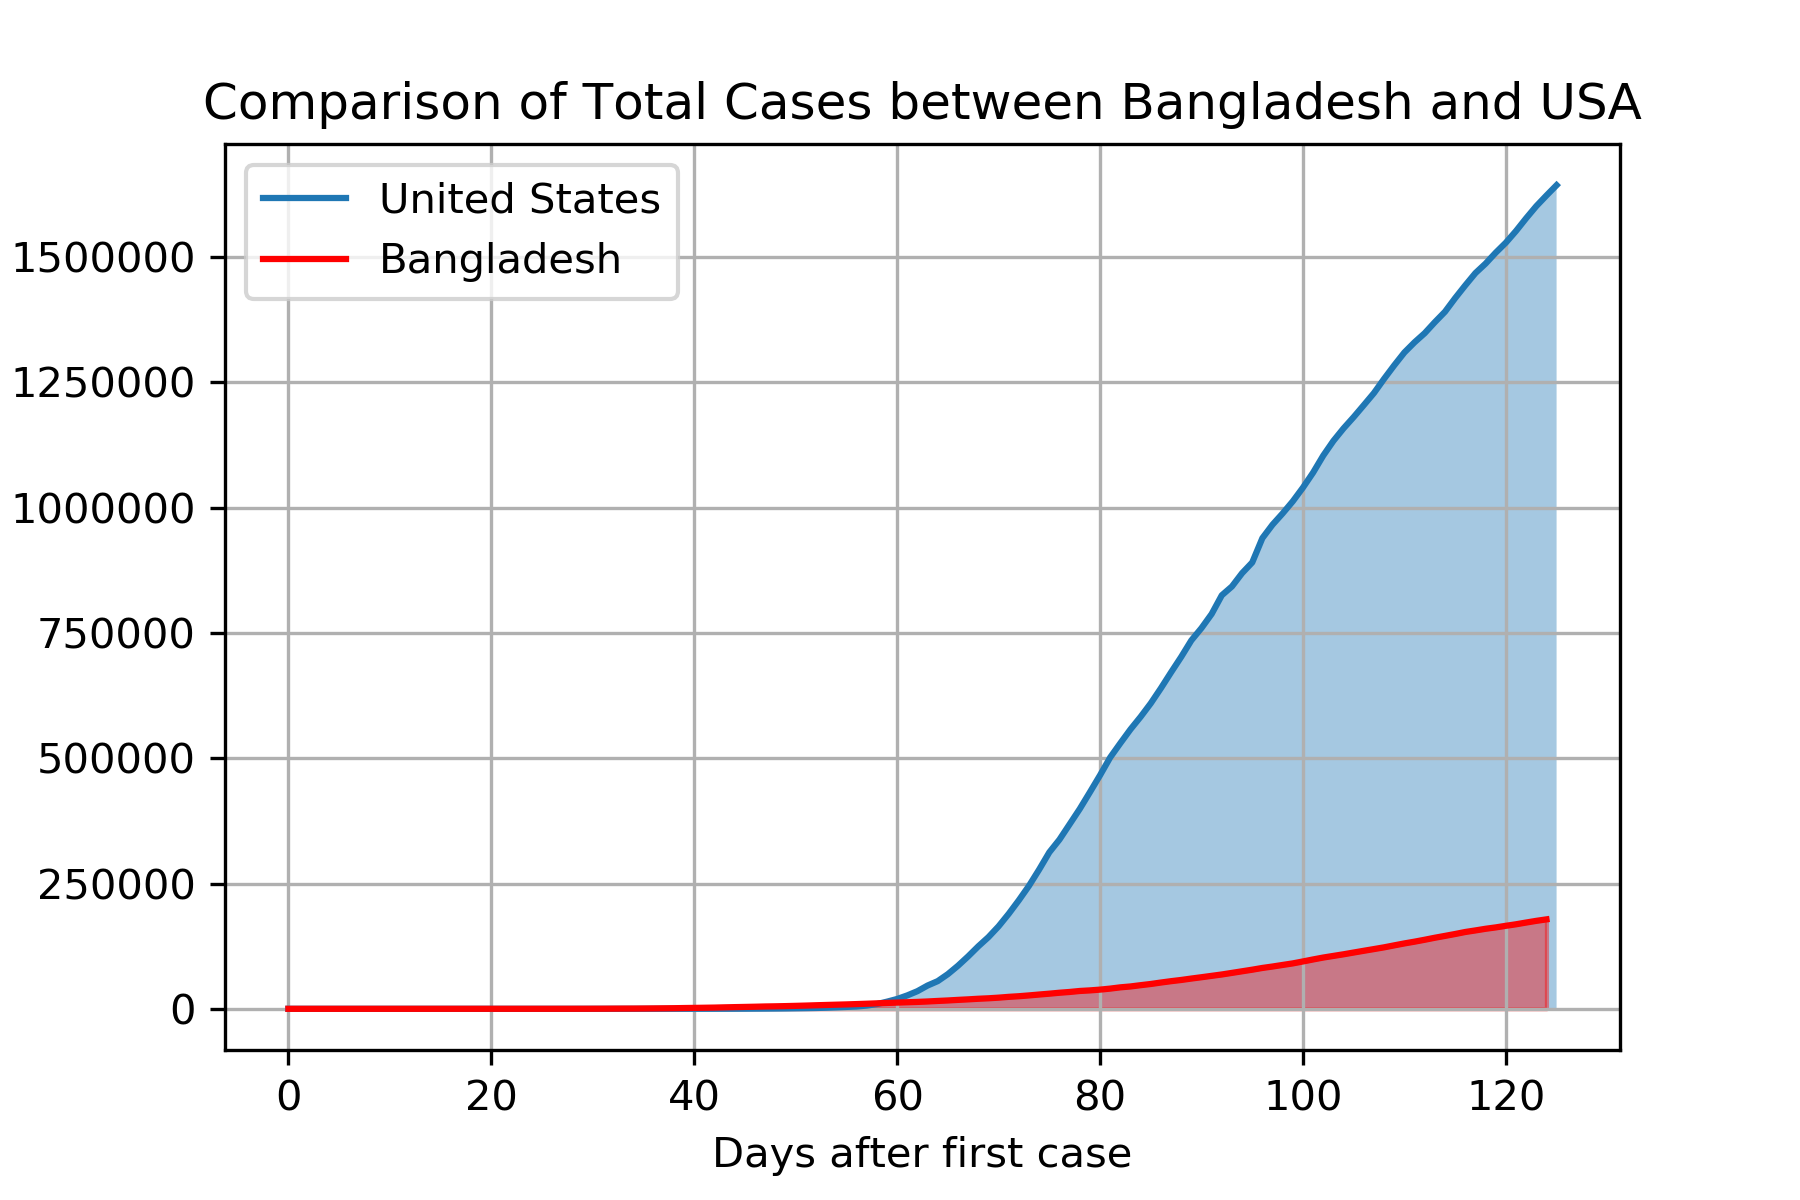 Comparison of Total Cases between Bangladesh and USA
United States
Bangladesh
1500000
1250000
1000000
750000
500000
250000
0
0 20 40 60 80 100 120
Days after first case